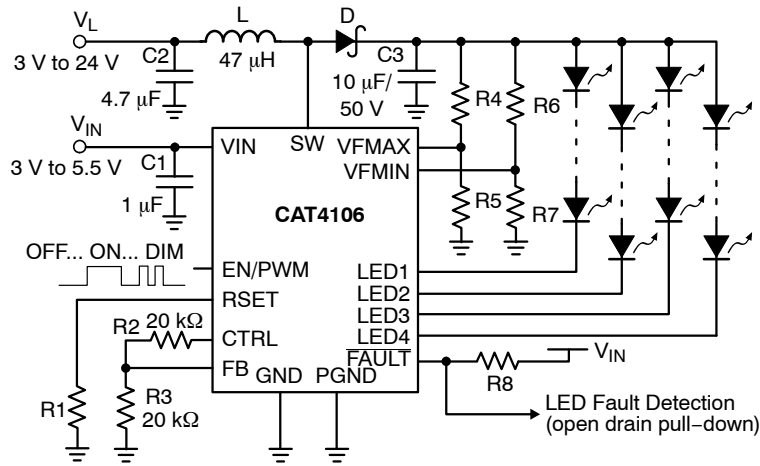 VL
L
D
3 V to 24 V
C2
47 μH
C3
4.7 μF
10 μF/
50 V
R4
R6
VIN
3 V to 5.5 V
C1
1 μF
VIN
SW
VFMAX
VFMIN
CAT4106
R5
R7
OFF... ON... DIM
EN/PWM
LED1
RSET
LED2
R2
20 kΩ
CTRL
LED3
LED4
FAULT
FB
GND
PGND
VIN
R8
R1
R3
20 kΩ
LED Fault Detection
(open drain pull−down)